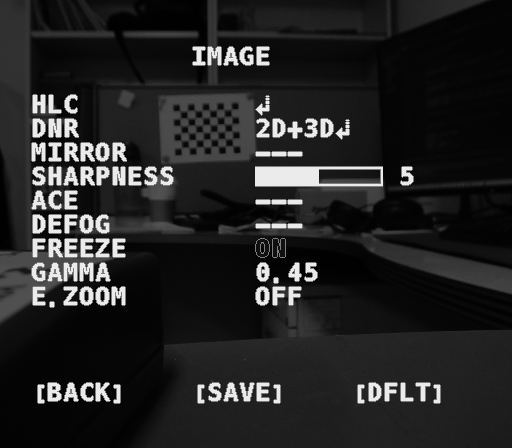 IMAGE
HLC ↲
DNR 2D+3D↲
MIRROR ---
SHARPNESS 5
ACE ---
DEFOG ---
FREEZE ON
GAMMA 0.45
E.ZOOM OFF
[BACK] [SAVE] [DFLT]